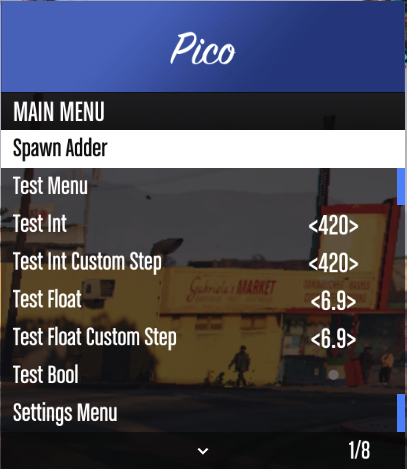 Pico
MAIN MENU
Spawn Adder
Test Menu
Test Int <420>
Test Int Custom Step <420>
Test Float <6.9>
Test Float Custom Step <6.9>
Test Bool
Settings Menu
1/8
MARKET